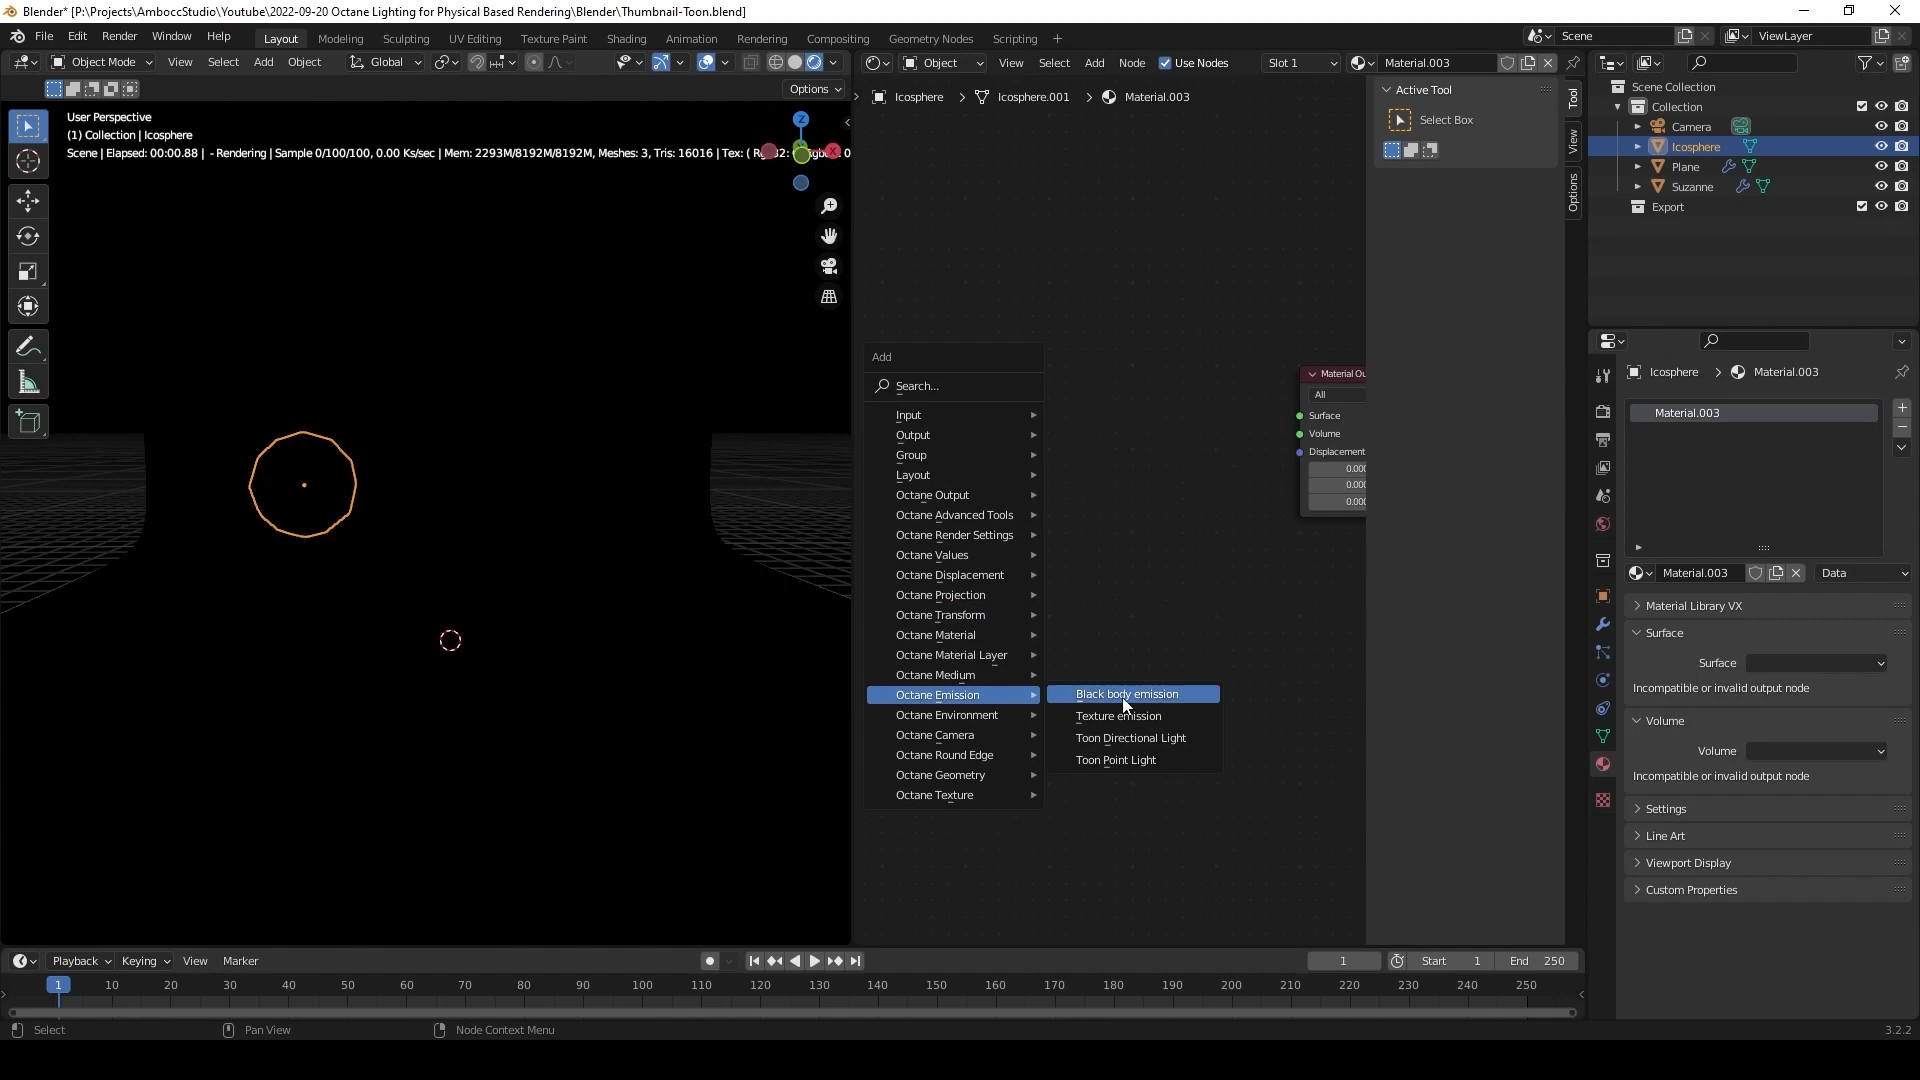 Blender* [P:\Projects\AmboccStudio\Youtube\2022-09-20 Octane Lighting for Physical Based Rendering\Blender\Thumbnail-Toon.blend]
File Edit Render Window Help Layout Modeling Sculpting UV Editing Texture Paint Shading Animation Rendering Compositing Geometry Nodes Scripting + Scene ViewLayer
Object Mode View Select Add Object Global Object View Select Add Node Use Nodes Slot 1 Material.003
Options
Icosphere > Icosphere.001 > Material.003
User Perspective
(1) Collection | Icosphere
Scene | Elapsed: 00:00.88 | - Rendering | Sample 0/100/100, 0.00 Ks/sec | Mem: 2293M/8192M/8192M, Meshes: 3, Tris: 16016 | Tex: (
Z
X
Active Tool
Select Box
Tool
View
Options
Scene Collection
Collection
Camera
Icosphere
Plane
Suzanne
Export
Add
Search...
Input
Output
Group
Layout
Octane Output
Octane Advanced Tools
Octane Render Settings
Octane Values
Octane Displacement
Octane Projection
Octane Transform
Octane Material
Octane Material Layer
Octane Medium
Octane Emission
Octane Environment
Octane Camera
Octane Round Edge
Octane Geometry
Octane Texture
Black body emission
Texture emission
Toon Directional Light
Toon Point Light
Material Ou
All
Surface
Volume
Displacement
0.000
0.000
0.000
Icosphere > Material.003
Material.003
Material.003 Data
Material Library VX
Surface
Surface
Incompatible or invalid output node
Volume
Volume
Incompatible or invalid output node
Settings
Line Art
Viewport Display
Custom Properties
Playback Keying View Marker 1 Start 1 End 250
1 10 20 30 40 50 60 70 80 90 100 110 120 130 140 150 160 170 180 190 200 210 220 230 240 250
Select Pan View Node Context Menu 3.2.2